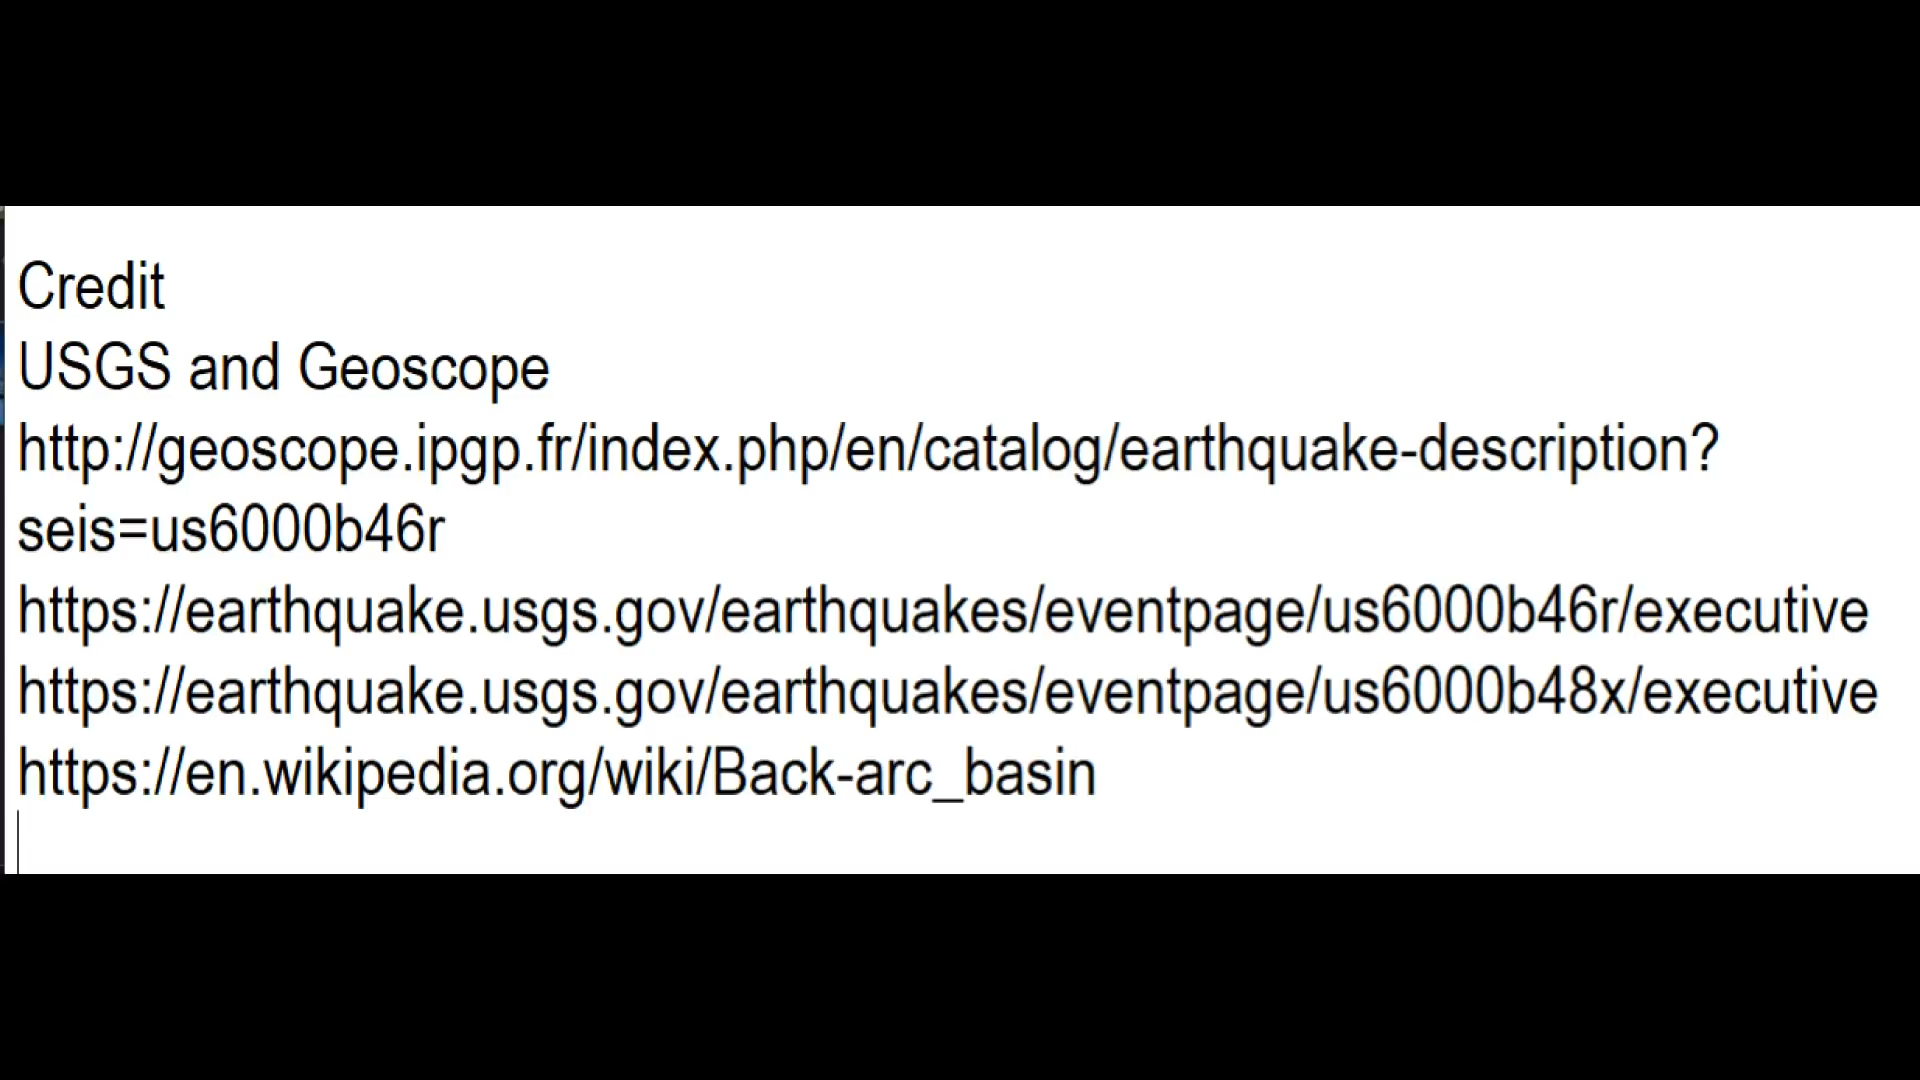 Credit
USGS and Geoscope
http://geoscope.ipgp.fr/index.php/en/catalog/earthquake-description?
seis=us6000b46r
https://earthquake.usgs.gov/earthquakes/eventpage/us6000b46r/executive
https://earthquake.usgs.gov/earthquakes/eventpage/us6000b48x/executive
https://en.wikipedia.org/wiki/Back-arc_basin